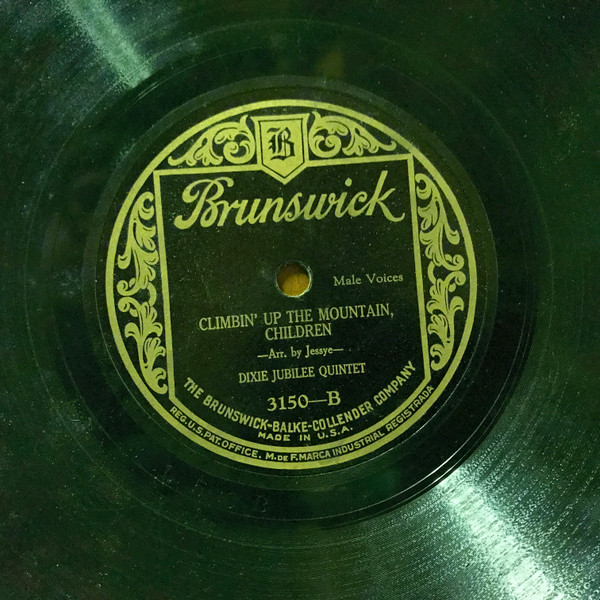 B
Brunswick
Male Voices
CLIMBIN' UP THE MOUNTAIN,
CHILDREN
—Arr. by Jessye—
DIXIE JUBILEE QUINTET
3150—B
THE BRUNSWICK-BALKE-COLLENDER COMPANY
MADE IN U.S.A.
REG. U.S. PAT. OFFICE. M. DE F. MARCA INDUSTRIAL REGISTRADA